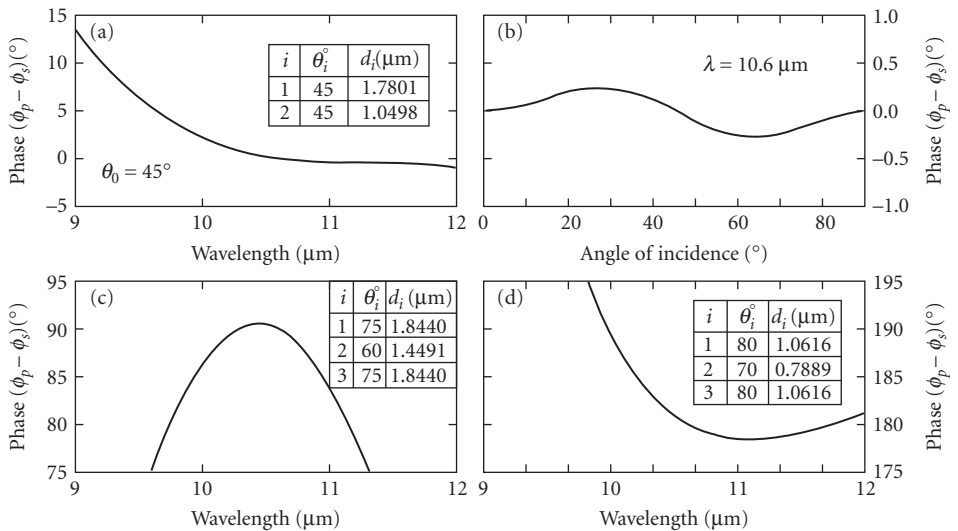 (a)
Phase (ϕp − ϕs)(°)
15
10
5
0
−5
i θi° di(μm)
1 45 1.7801
2 45 1.0498
θ0 = 45°
9 10 11 12
Wavelength (μm)
(b)
λ = 10.6 μm
1.0
0.5
0.0
−0.5
−1.0
Phase (ϕp − ϕs)(°)
0 20 40 60 80
Angle of incidence (°)
(c)
Phase (ϕp − ϕs)(°)
95
90
85
80
75
i θi° di (μm)
1 75 1.8440
2 60 1.4491
3 75 1.8440
9 10 11 12
Wavelength (μm)
(d)
i θi° di (μm)
1 80 1.0616
2 70 0.7889
3 80 1.0616
195
190
185
180
175
Phase (ϕp − ϕs)(°)
9 10 11 12
Wavelength (μm)